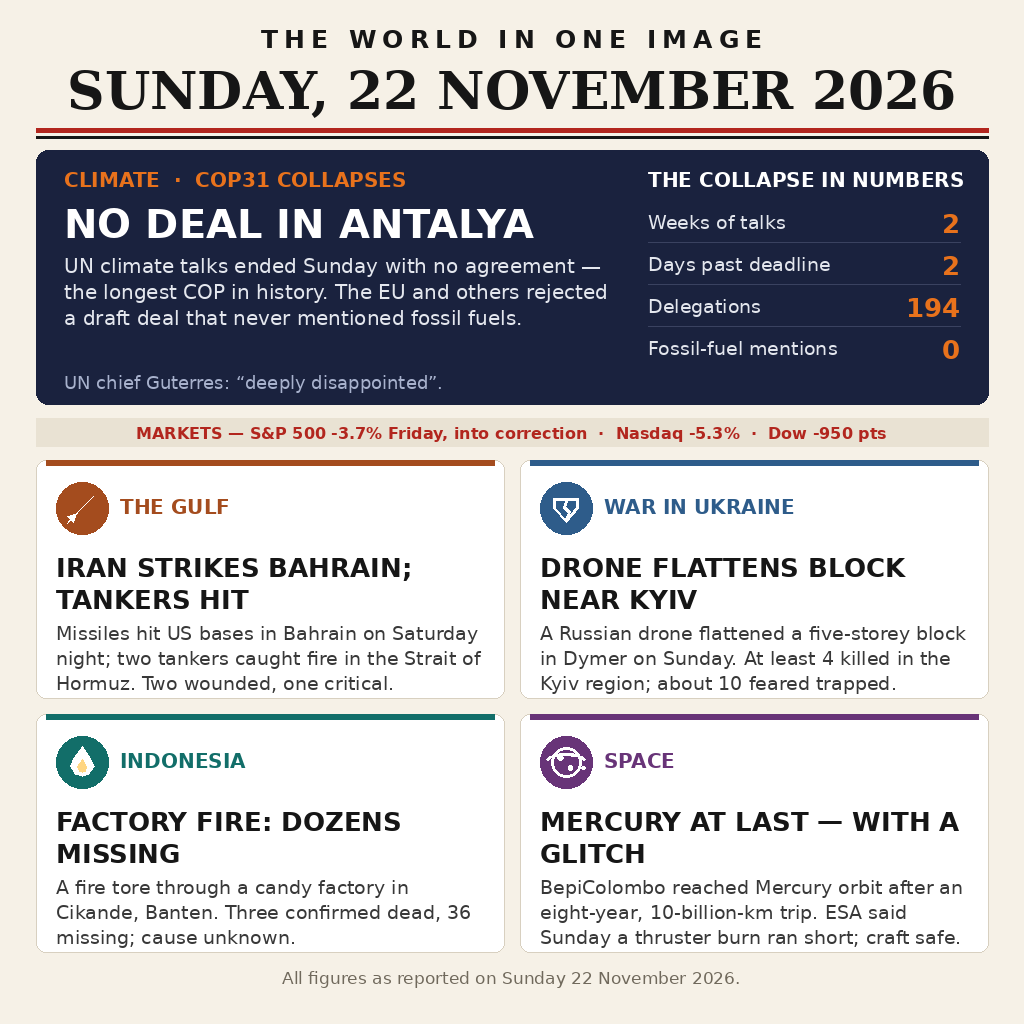 THE WORLD IN ONE IMAGE
SUNDAY, 22 NOVEMBER 2026
CLIMATE · COP31 COLLAPSES
NO DEAL IN ANTALYA
UN climate talks ended Sunday with no agreement —
the longest COP in history. The EU and others rejected
a draft deal that never mentioned fossil fuels.
UN chief Guterres: “deeply disappointed”.
THE COLLAPSE IN NUMBERS
Weeks of talks 2
Days past deadline 2
Delegations 194
Fossil-fuel mentions 0
MARKETS — S&P 500 -3.7% Friday, into correction · Nasdaq -5.3% · Dow -950 pts
THE GULF
IRAN STRIKES BAHRAIN;
TANKERS HIT
Missiles hit US bases in Bahrain on Saturday
night; two tankers caught fire in the Strait of
Hormuz. Two wounded, one critical.
WAR IN UKRAINE
DRONE FLATTENS BLOCK
NEAR KYIV
A Russian drone flattened a five-storey block
in Dymer on Sunday. At least 4 killed in the
Kyiv region; about 10 feared trapped.
INDONESIA
FACTORY FIRE: DOZENS
MISSING
A fire tore through a candy factory in
Cikande, Banten. Three confirmed dead, 36
missing; cause unknown.
SPACE
MERCURY AT LAST — WITH A
GLITCH
BepiColombo reached Mercury orbit after an
eight-year, 10-billion-km trip. ESA said
Sunday a thruster burn ran short; craft safe.
All figures as reported on Sunday 22 November 2026.